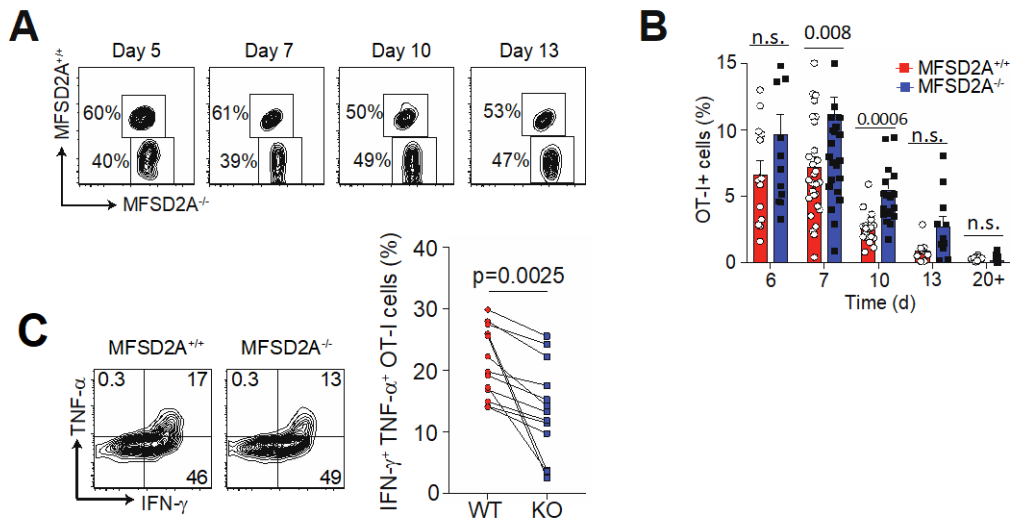 A
Day 5
Day 7
Day 10
Day 13
MFSD2A+/+
60%
40%
61%
39%
50%
49%
53%
47%
MFSD2A-/-
B
n.s.
0.008
0.0006
n.s.
n.s.
MFSD2A+/+
MFSD2A-/-
OT-I+ cells (%)
15
10
5
0
6
7
10
13
20+
Time (d)
C
MFSD2A+/+
MFSD2A-/-
0.3
17
46
0.3
13
49
TNF-α
IFN-γ
IFN-γ+ TNF-α+ OT-I cells (%)
40
30
20
10
0
p=0.0025
WT
KO